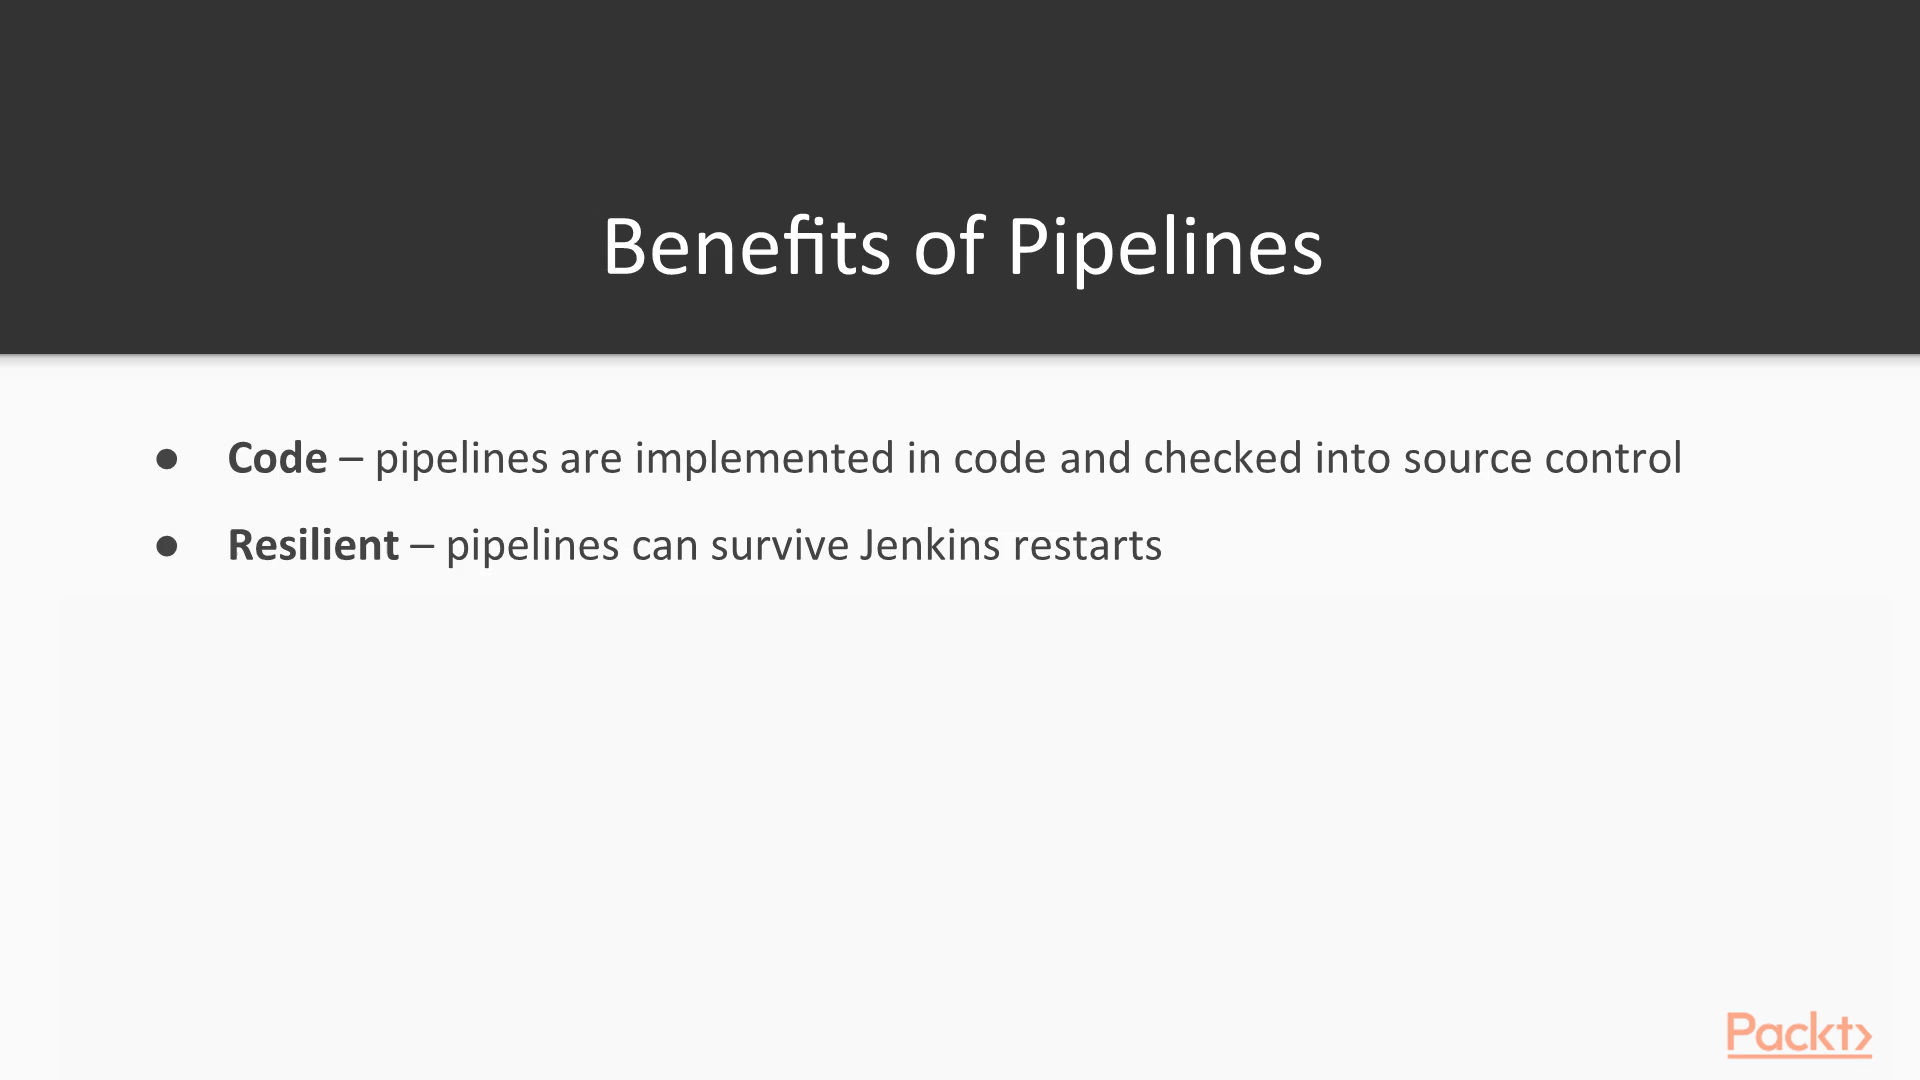 Benefits of Pipelines
● Code – pipelines are implemented in code and checked into source control
● Resilient – pipelines can survive Jenkins restarts
Packt>